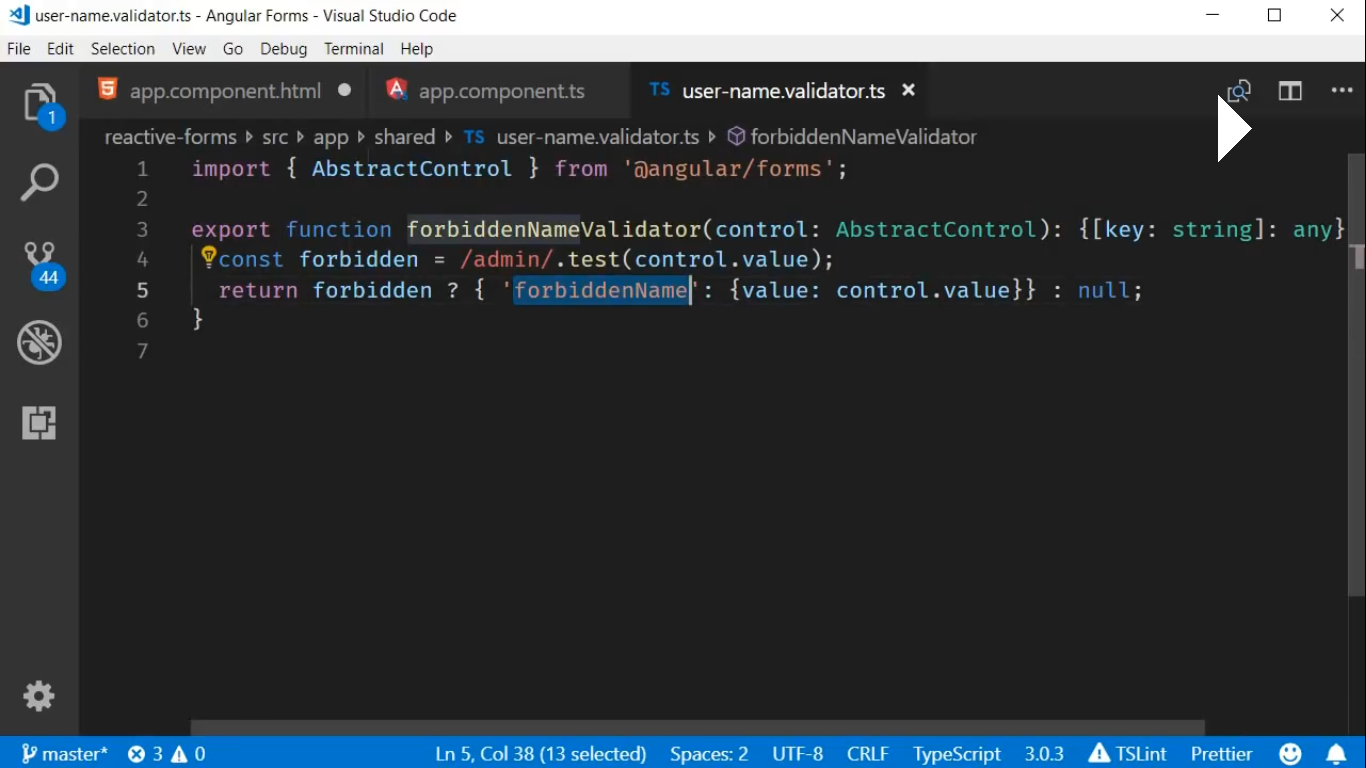 user-name.validator.ts - Angular Forms - Visual Studio Code
File Edit Selection View Go Debug Terminal Help
app.component.html app.component.ts TS user-name.validator.ts
reactive-forms src app shared TS user-name.validator.ts forbiddenNameValidator
1 import { AbstractControl } from '@angular/forms';
2
3 export function forbiddenNameValidator(control: AbstractControl): {[key: string]: any}
4 const forbidden = /admin/.test(control.value);
5 return forbidden ? { 'forbiddenName': {value: control.value}} : null;
6 }
7
1
44
master* 3 0 Ln 5, Col 38 (13 selected) Spaces: 2 UTF-8 CRLF TypeScript 3.0.3 TSLint Prettier